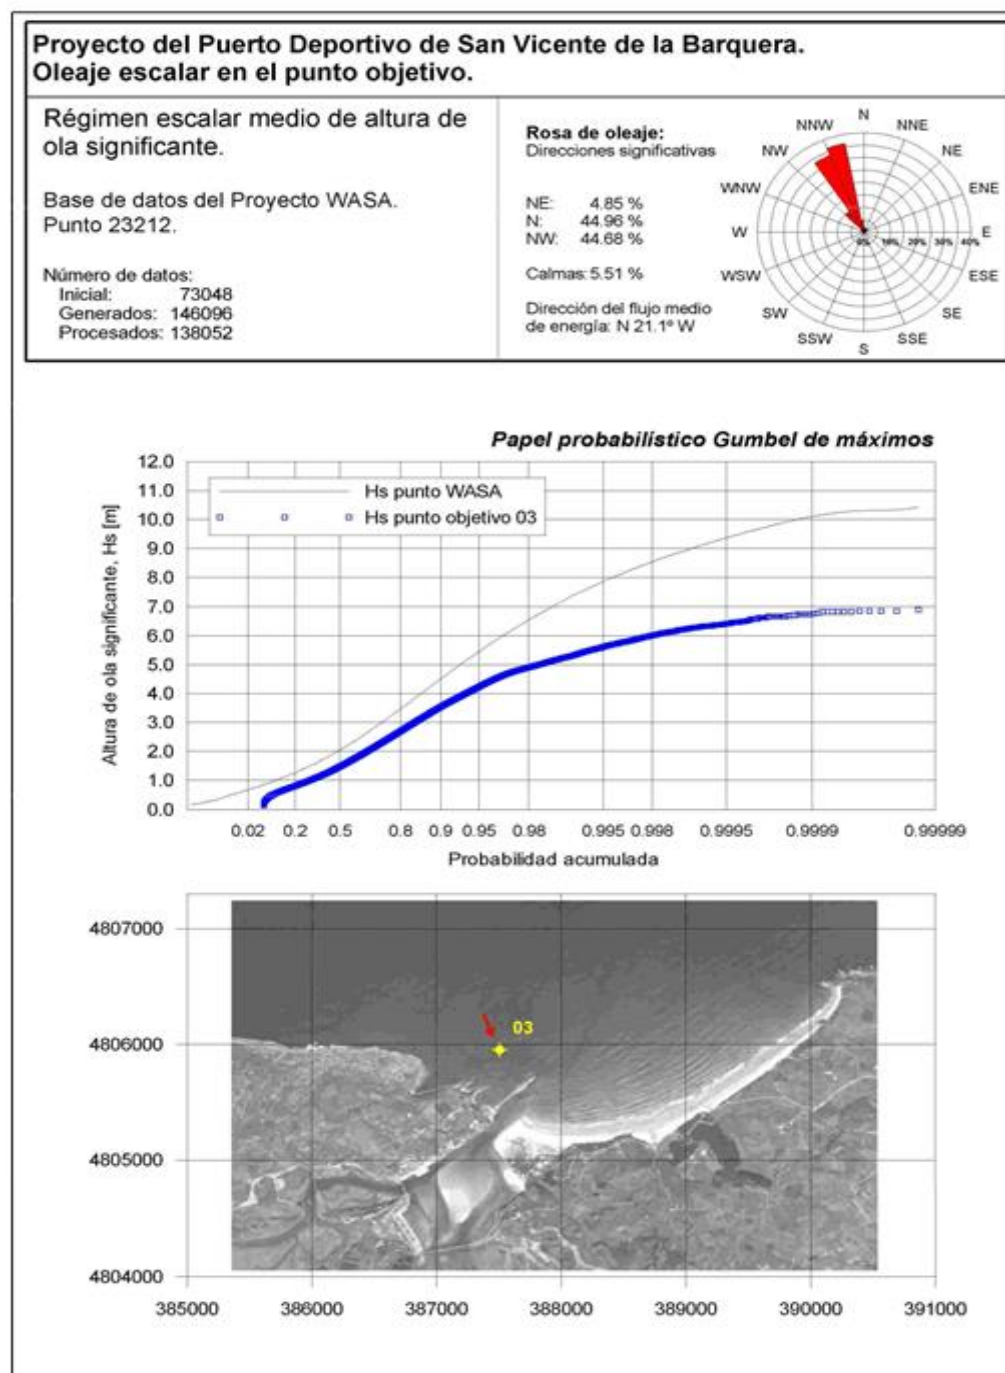 Proyecto del Puerto Deportivo de San Vicente de la Barquera.
Oleaje escalar en el punto objetivo.
Régimen escalar medio de altura de
ola significante.
Base de datos del Proyecto WASA.
Punto 23212.
Número de datos:
Inicial: 73048
Generados: 146096
Procesados: 138052
Rosa de oleaje:
Direcciones significativas
NE: 4.85 %
N: 44.96 %
NW: 44.68 %
Calmas: 5.51 %
Dirección del flujo medio
de energía: N 21.1º W
N
NNW NNE
NW NE
WNW ENE
W 0% 10% 20% 30% 40% E
WSW ESE
SW SE
SSW SSE
S
Papel probabilístico Gumbel de máximos
Altura de ola significante, Hs [m]
12.0
11.0
10.0
9.0
8.0
7.0
6.0
5.0
4.0
3.0
2.0
1.0
0.0
Hs punto WASA
Hs punto objetivo 03
0.02 0.2 0.5 0.8 0.9 0.95 0.98 0.995 0.998 0.9995 0.9999 0.99999
Probabilidad acumulada
4807000
4806000
4805000
4804000
03
385000 386000 387000 388000 389000 390000 391000